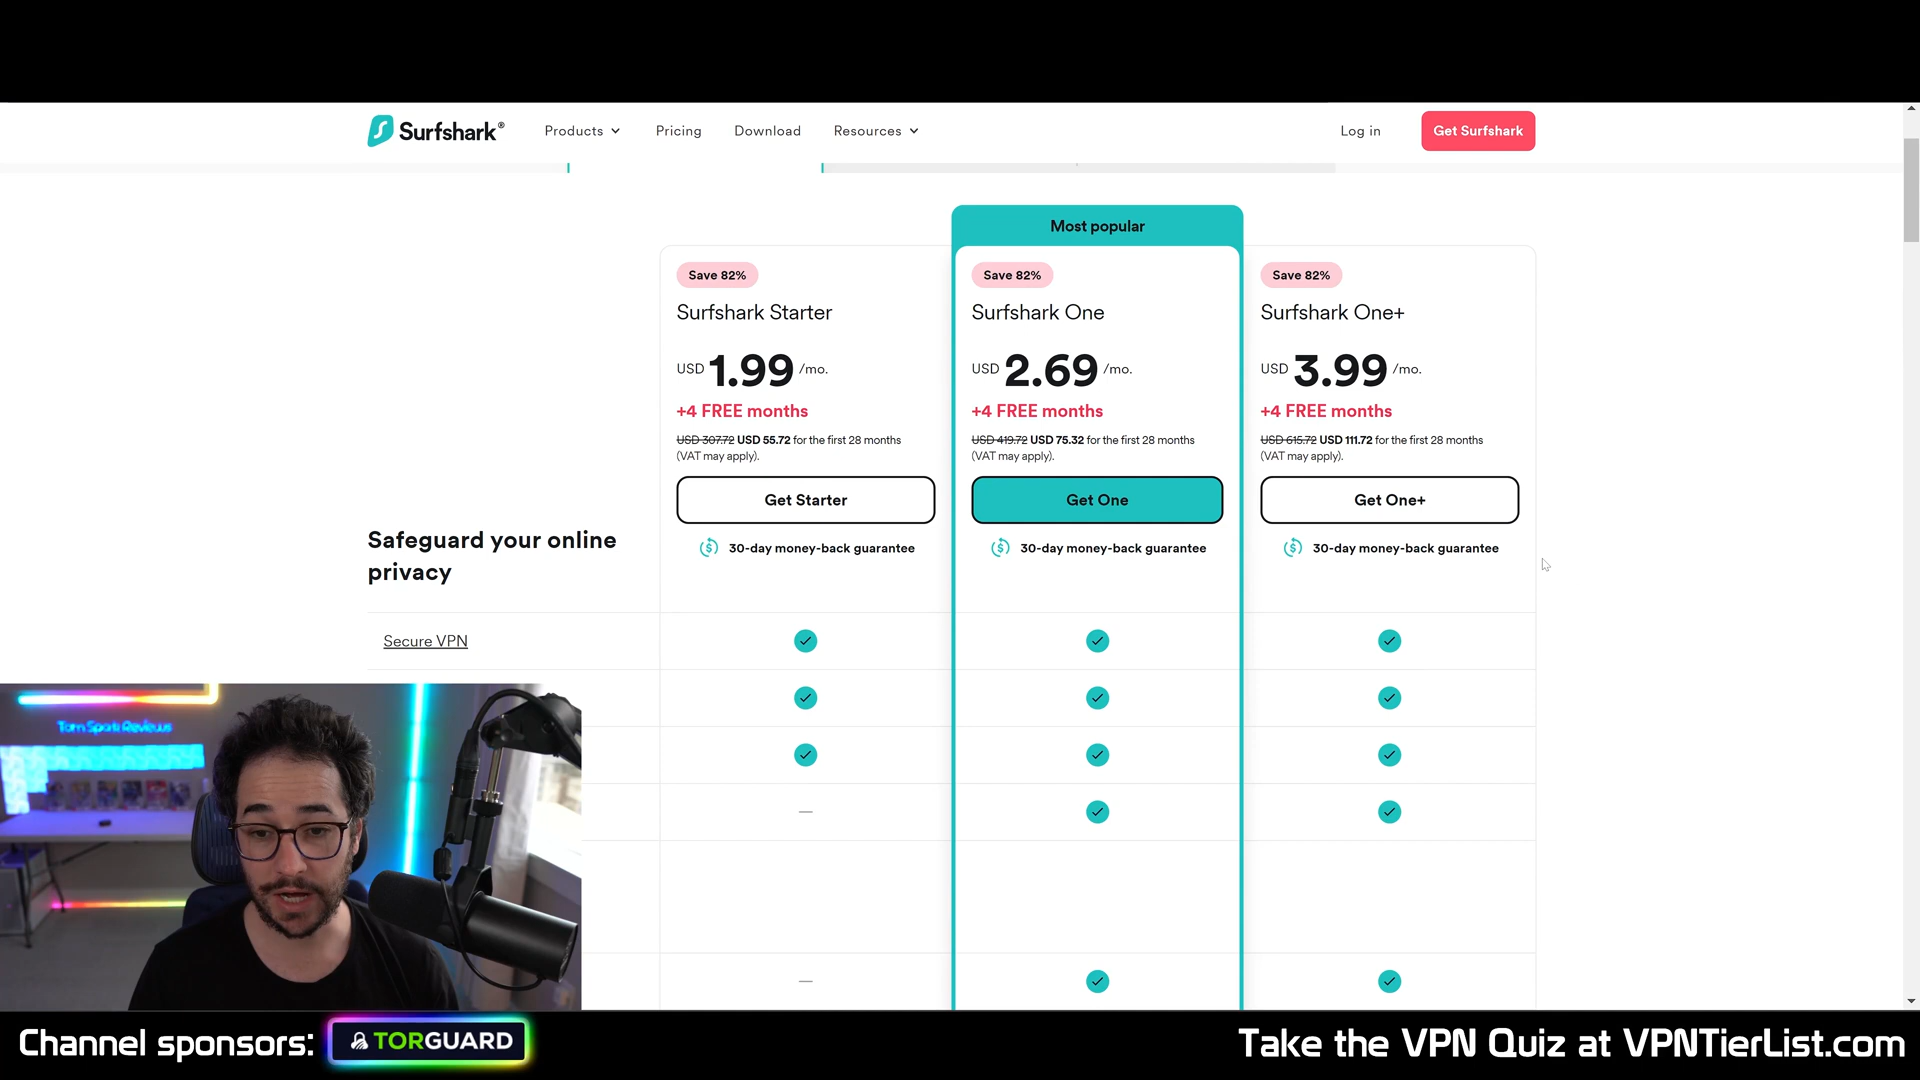 Surfshark®
Products
Pricing
Download
Resources
Log in
Get Surfshark
Most popular
Save 82%
Surfshark Starter
USD 1.99 /mo.
+4 FREE months
USD 307.72 USD 55.72 for the first 28 months
(VAT may apply).
Get Starter
30-day money-back guarantee
Save 82%
Surfshark One
USD 2.69 /mo.
+4 FREE months
USD 419.72 USD 75.32 for the first 28 months
(VAT may apply).
Get One
30-day money-back guarantee
Save 82%
Surfshark One+
USD 3.99 /mo.
+4 FREE months
USD 615.72 USD 111.72 for the first 28 months
(VAT may apply).
Get One+
30-day money-back guarantee
Safeguard your online
privacy
Secure VPN
Tom Spark Reviews
Channel sponsors:
TORGUARD
Take the VPN Quiz at VPNTierList.com